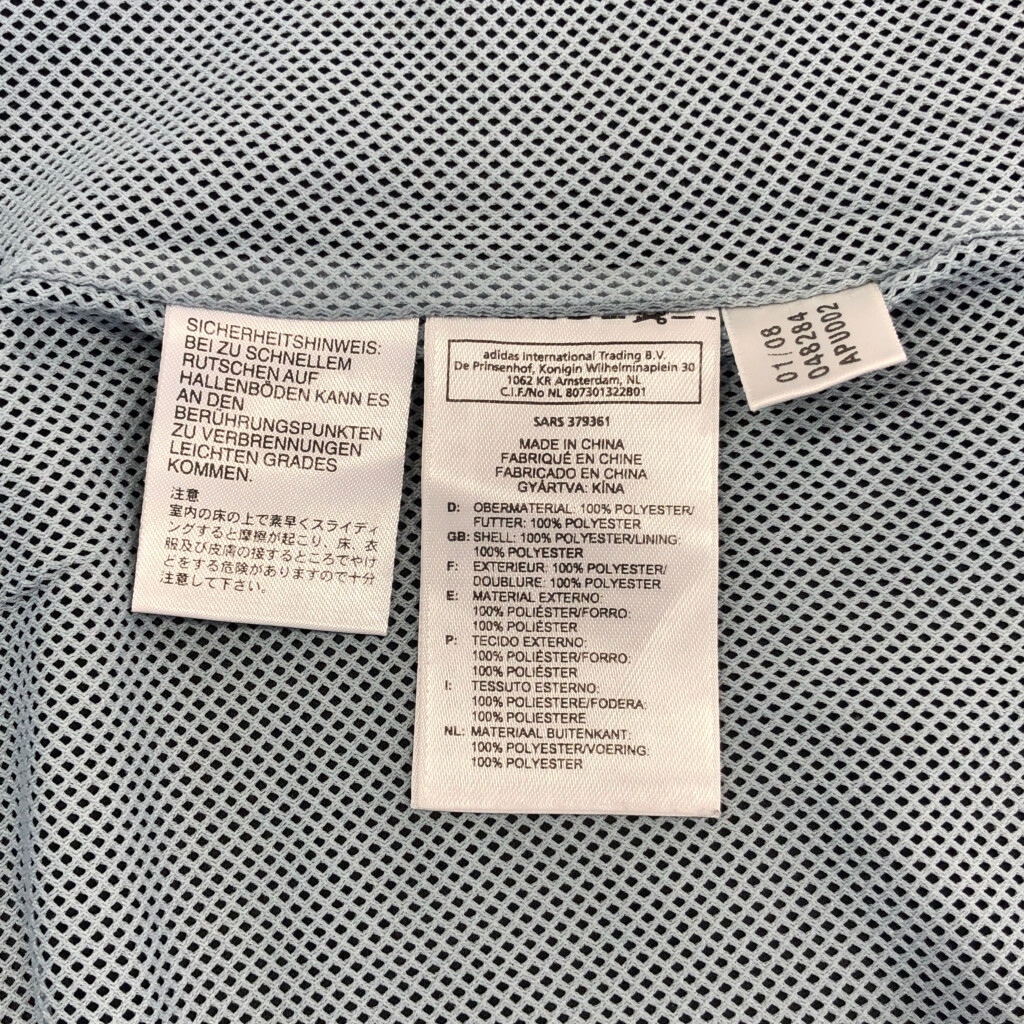 SICHERHEITSHINWEIS:
BEI ZU SCHNELLEM
RUTSCHEN AUF
HALLENBÖDEN KANN ES
AN DEN
BERÜHRUNGSPUNKTEN
ZU VERBRENNUNGEN
LEICHTEN GRADES
KOMMEN.
注意
室内の床の上で素早くスライディ
ングすると摩擦が起こり、床、衣
服及び皮膚の接するところでやけ
どをする危険がありますので十分
注意して下さい。
adidas International Trading B.V.
De Prinsenhof, Konigin Wilhelminaplein 30
1062 KR Amsterdam, NL
C.I.F./No NL 807301322B01
SARS 379361
MADE IN CHINA
FABRIQUÉ EN CHINE
FABRICADO EN CHINA
GYÁRTVA: KÍNA
D: OBERMATERIAL: 100% POLYESTER/
FUTTER: 100% POLYESTER
GB: SHELL: 100% POLYESTER/LINING:
100% POLYESTER
F: EXTERIEUR: 100% POLYESTER/
DOUBLURE: 100% POLYESTER
E: MATERIAL EXTERNO:
100% POLIÉSTER/FORRO:
100% POLIÉSTER
P: TECIDO EXTERNO:
100% POLIÉSTER/FORRO:
100% POLIÉSTER
I: TESSUTO ESTERNO:
100% POLIESTERE/FODERA:
100% POLIESTERE
NL: MATERIAAL BUITENKANT:
100% POLYESTER/VOERING:
100% POLYESTER
01/08
048284
APU002